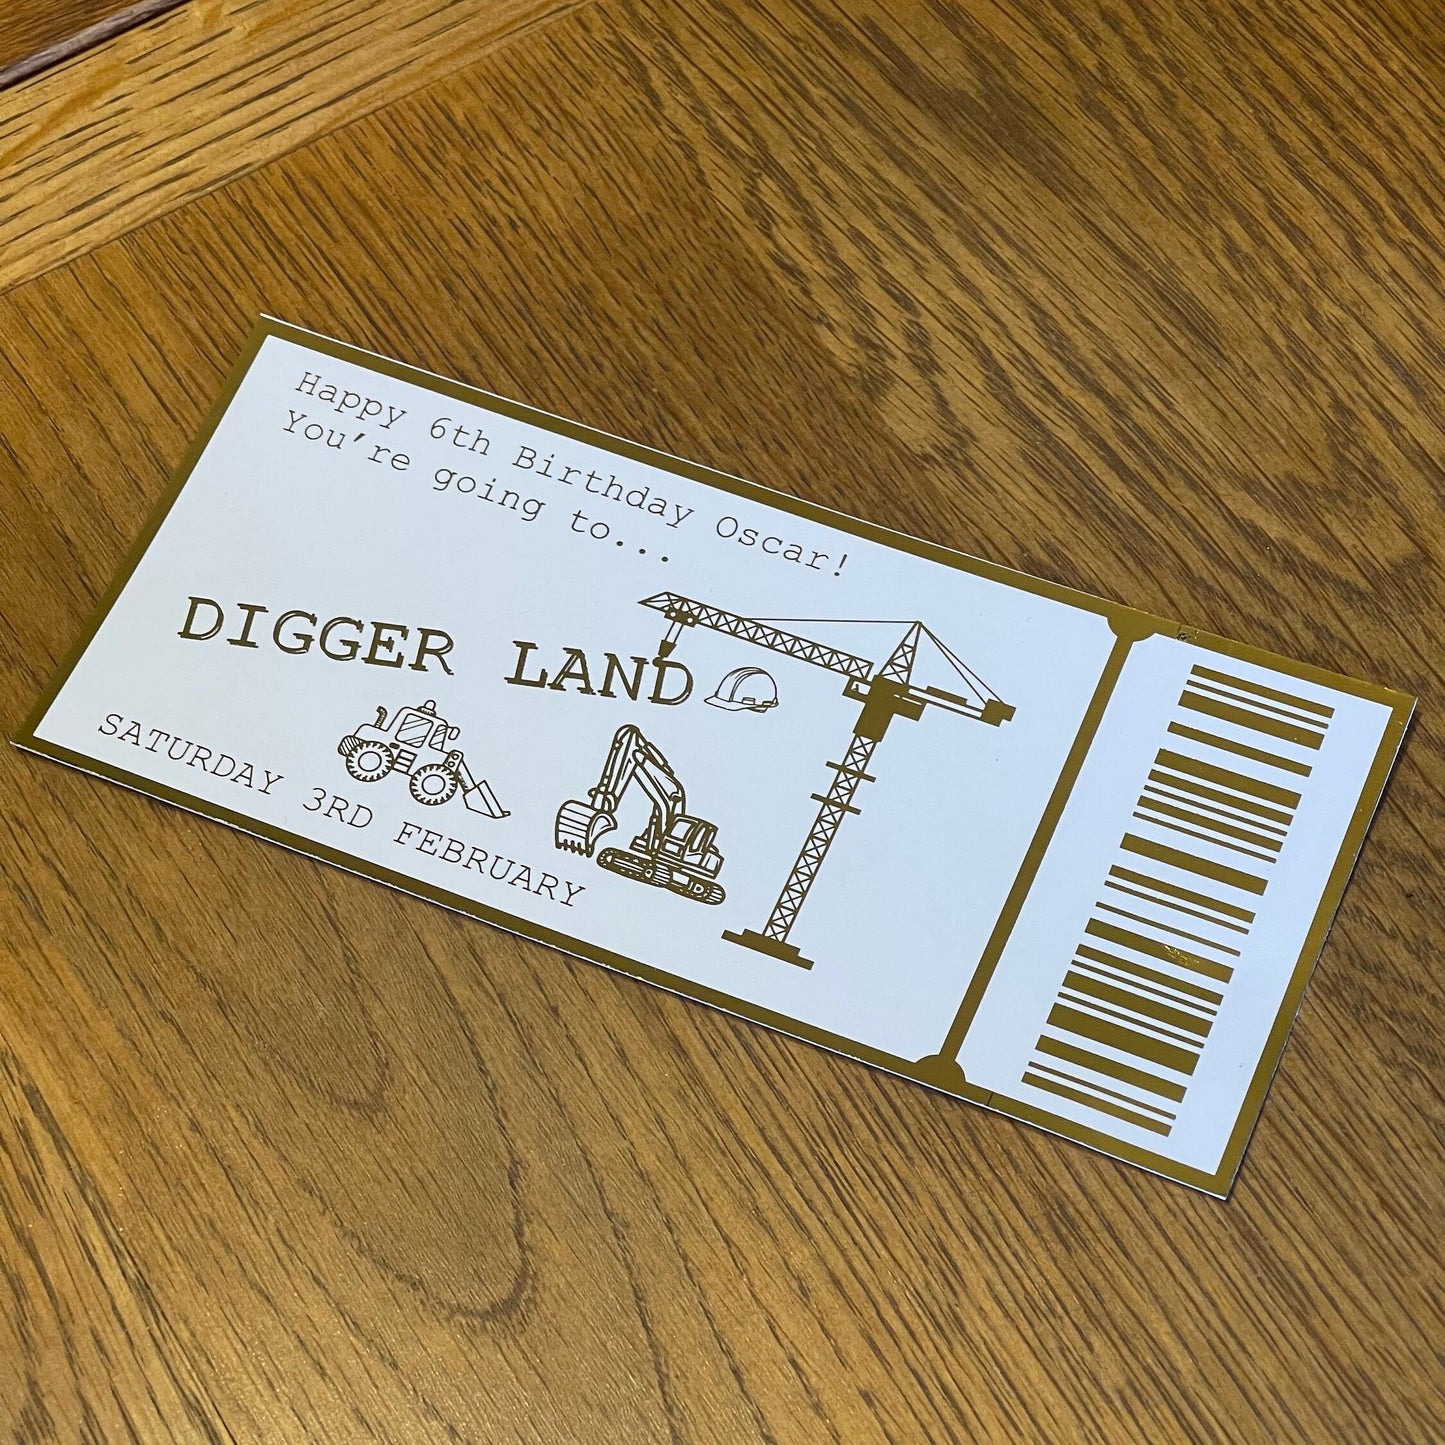 Happy 6th Birthday Oscar!
You're going to...
DIGGER LAND
SATURDAY 3RD FEBRUARY